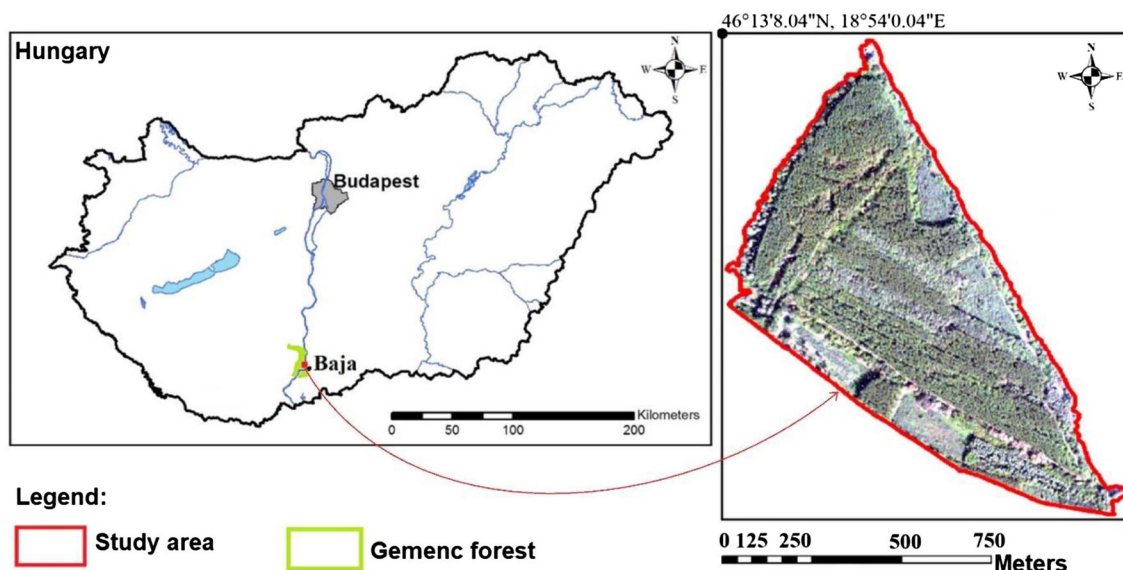 46°13'8.04"N, 18°54'0.04"E
Hungary
N
W E
S
Budapest
Baja
Kilometers
0 50 100 200
N
W E
S
Legend:
Study area
Gemenc forest
0 125 250 500 750
Meters